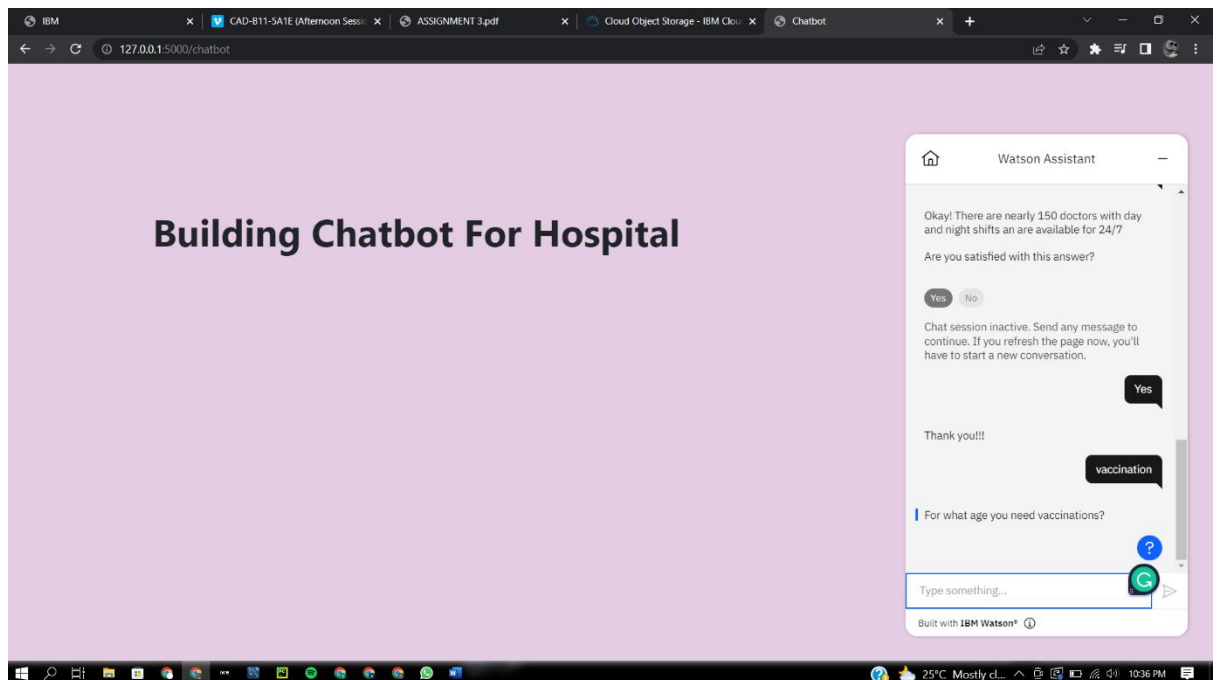 IBM
CAD-B11-5A1E (Afternoon Sessic
ASSIGNMENT 3.pdf
Cloud Object Storage - IBM Clou
Chatbot
127.0.0.1:5000/chatbot
Building Chatbot For Hospital
Watson Assistant
Okay! There are nearly 150 doctors with day
and night shifts an are available for 24/7
Are you satisfied with this answer?
Yes No
Chat session inactive. Send any message to
continue. If you refresh the page now, you'll
have to start a new conversation.
Yes
Thank you!!!
vaccination
For what age you need vaccinations?
?
G
Type something...
Built with IBM Watson®
25°C Mostly cl... 10:36 PM